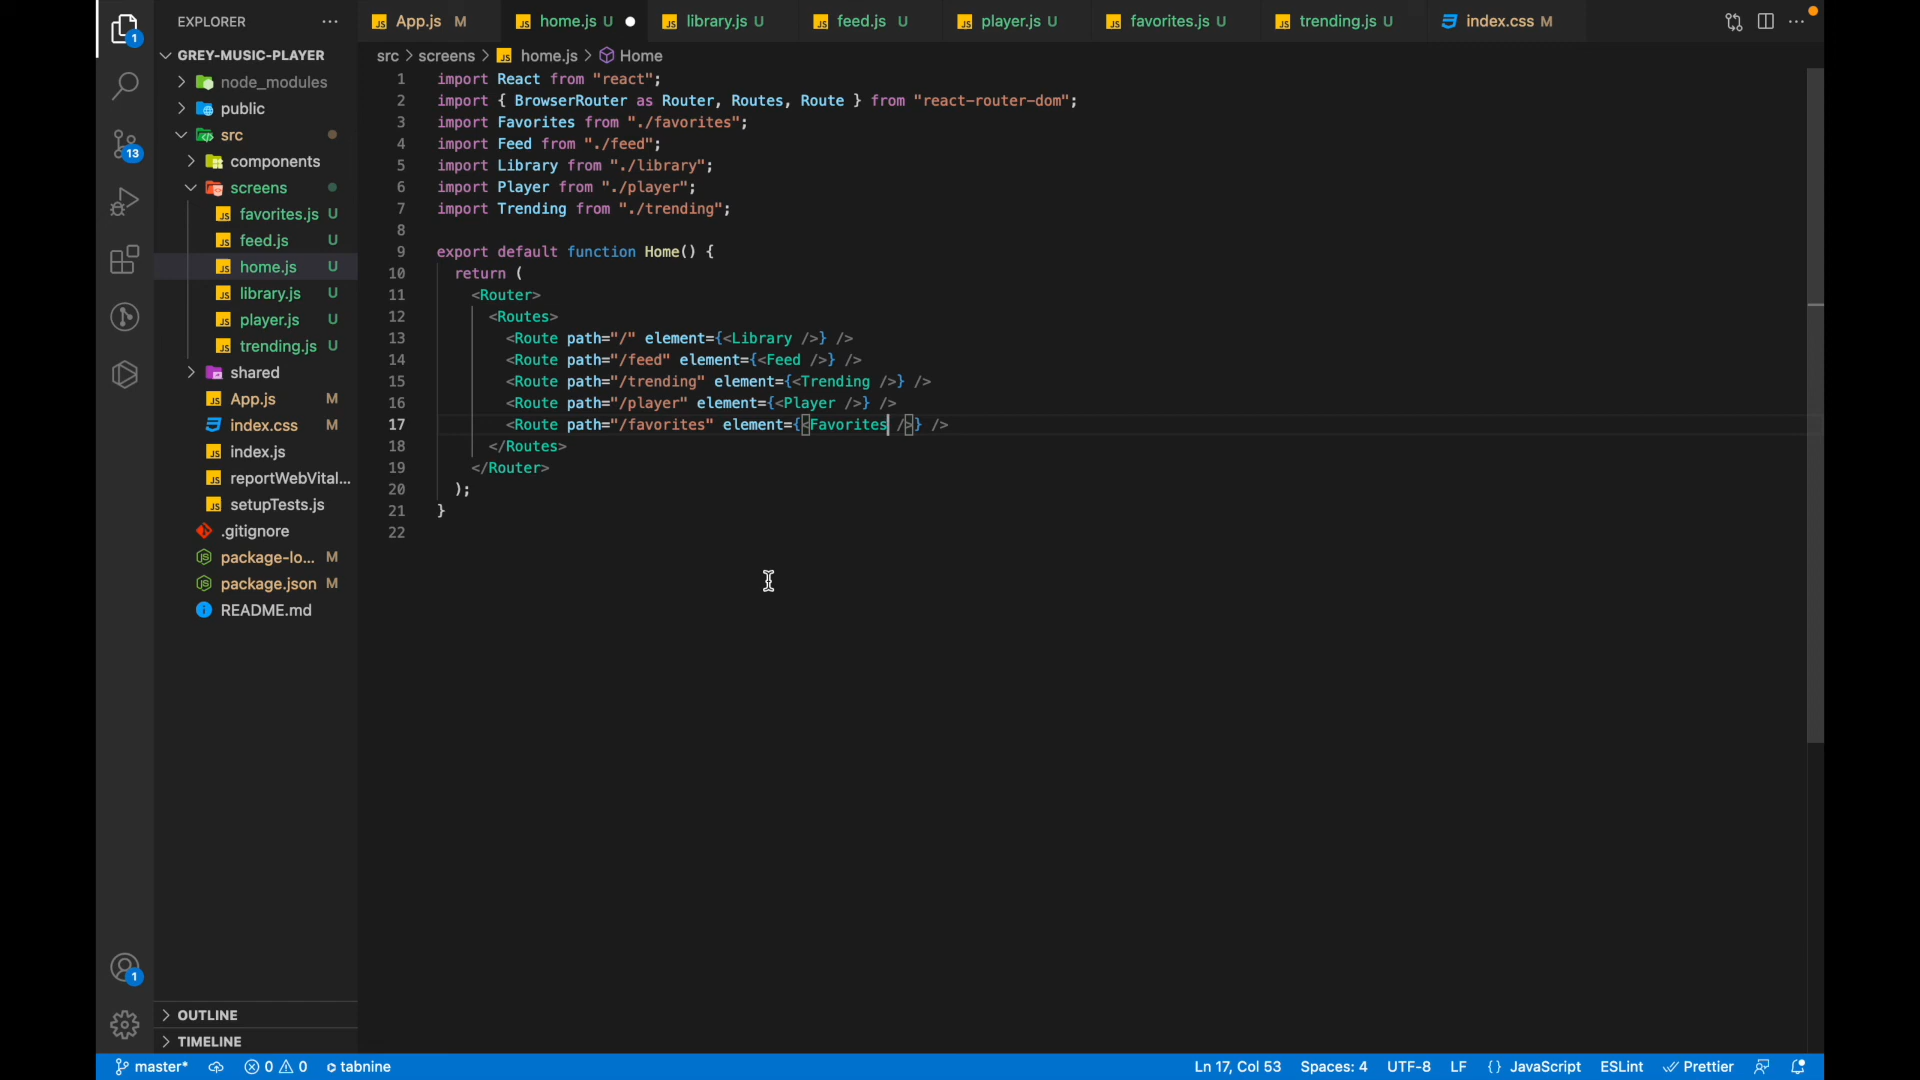 EXPLORER
App.js M
home.js U
library.js U
feed.js U
player.js U
favorites.js U
trending.js U
index.css M
GREY-MUSIC-PLAYER
src > screens > home.js > Home
node_modules
public
src
components
screens
favorites.js U
feed.js U
home.js U
library.js U
player.js U
trending.js U
shared
App.js M
index.css M
index.js
reportWebVital...
setupTests.js
.gitignore
package-lo... M
package.json M
README.md
OUTLINE
TIMELINE
1
13
1
1 import React from "react";
2 import { BrowserRouter as Router, Routes, Route } from "react-router-dom";
3 import Favorites from "./favorites";
4 import Feed from "./feed";
5 import Library from "./library";
6 import Player from "./player";
7 import Trending from "./trending";
8
9 export default function Home() {
10 return (
11 <Router>
12 <Routes>
13 <Route path="/" element={<Library />} />
14 <Route path="/feed" element={<Feed />} />
15 <Route path="/trending" element={<Trending />} />
16 <Route path="/player" element={<Player />} />
17 <Route path="/favorites" element={<Favorites />} />
18 </Routes>
19 </Router>
20 );
21 }
22
master* 0 0 tabnine Ln 17, Col 53 Spaces: 4 UTF-8 LF {} JavaScript ESLint Prettier